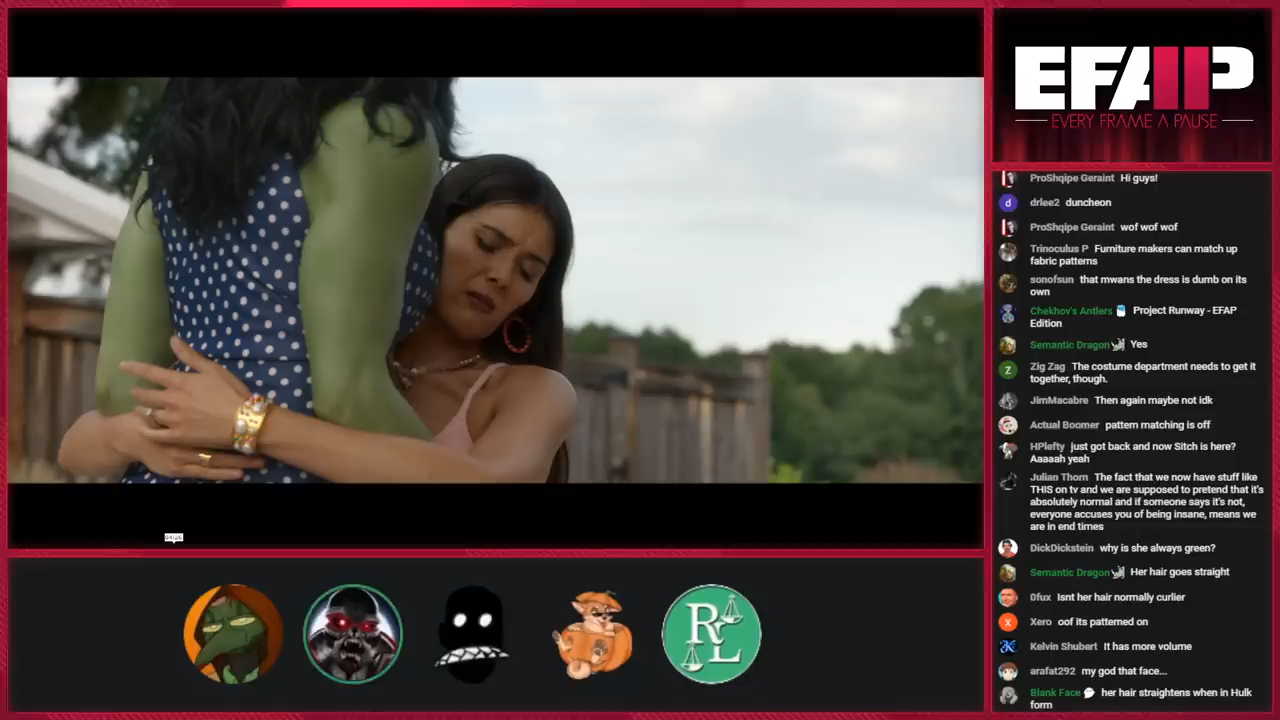 EFAP
EVERY FRAME A PAUSE
ProShqipe Geraint Hi guys!
d drlee2 duncheon
ProShqipe Geraint wof wof wof
Trinoculus P Furniture makers can match up
fabric patterns
sonofsun that mwans the dress is dumb on its
own
Chekhov's Antlers Project Runway - EFAP
Edition
Semantic Dragon Yes
Z Zig Zag The costume department needs to get it
together, though.
JimMacabre Then again maybe not idk
Actual Boomer pattern matching is off
HPlefty just got back and now Sitch is here?
Aaaaah yeah
Julian Thorn The fact that we now have stuff like
THIS on tv and we are supposed to pretend that it's
absolutely normal and if someone says it's not,
everyone accuses you of being insane, means we
are in end times
DickDickstein why is she always green?
Semantic Dragon Her hair goes straight
0fux Isnt her hair normally curlier
X Xero oof its patterned on
Kelvin Shubert It has more volume
arafat292 my god that face...
Blank Face her hair straightens when in Hulk
form
RL